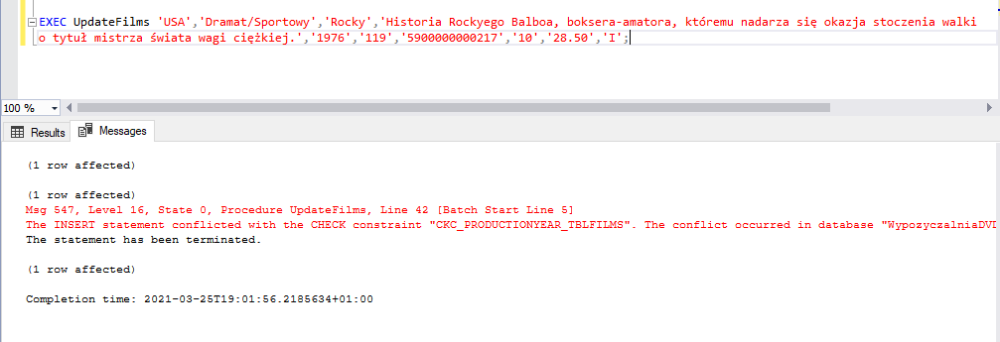 EXEC UpdateFilms 'USA','Dramat/Sportowy','Rocky','Historia Rockyego Balboa, boksera-amatora, któremu nadarza się okazja stoczenia walki
o tytuł mistrza świata wagi ciężkiej.','1976','119','5900000000217','10','28.50','I';
100 %
Results Messages
(1 row affected)
(1 row affected)
Msg 547, Level 16, State 0, Procedure UpdateFilms, Line 42 [Batch Start Line 5]
The INSERT statement conflicted with the CHECK constraint "CKC_PRODUCTIONYEAR_TBLFILMS". The conflict occurred in database "WypozyczalniaDVD
The statement has been terminated.
(1 row affected)
Completion time: 2021-03-25T19:01:56.2185634+01:00